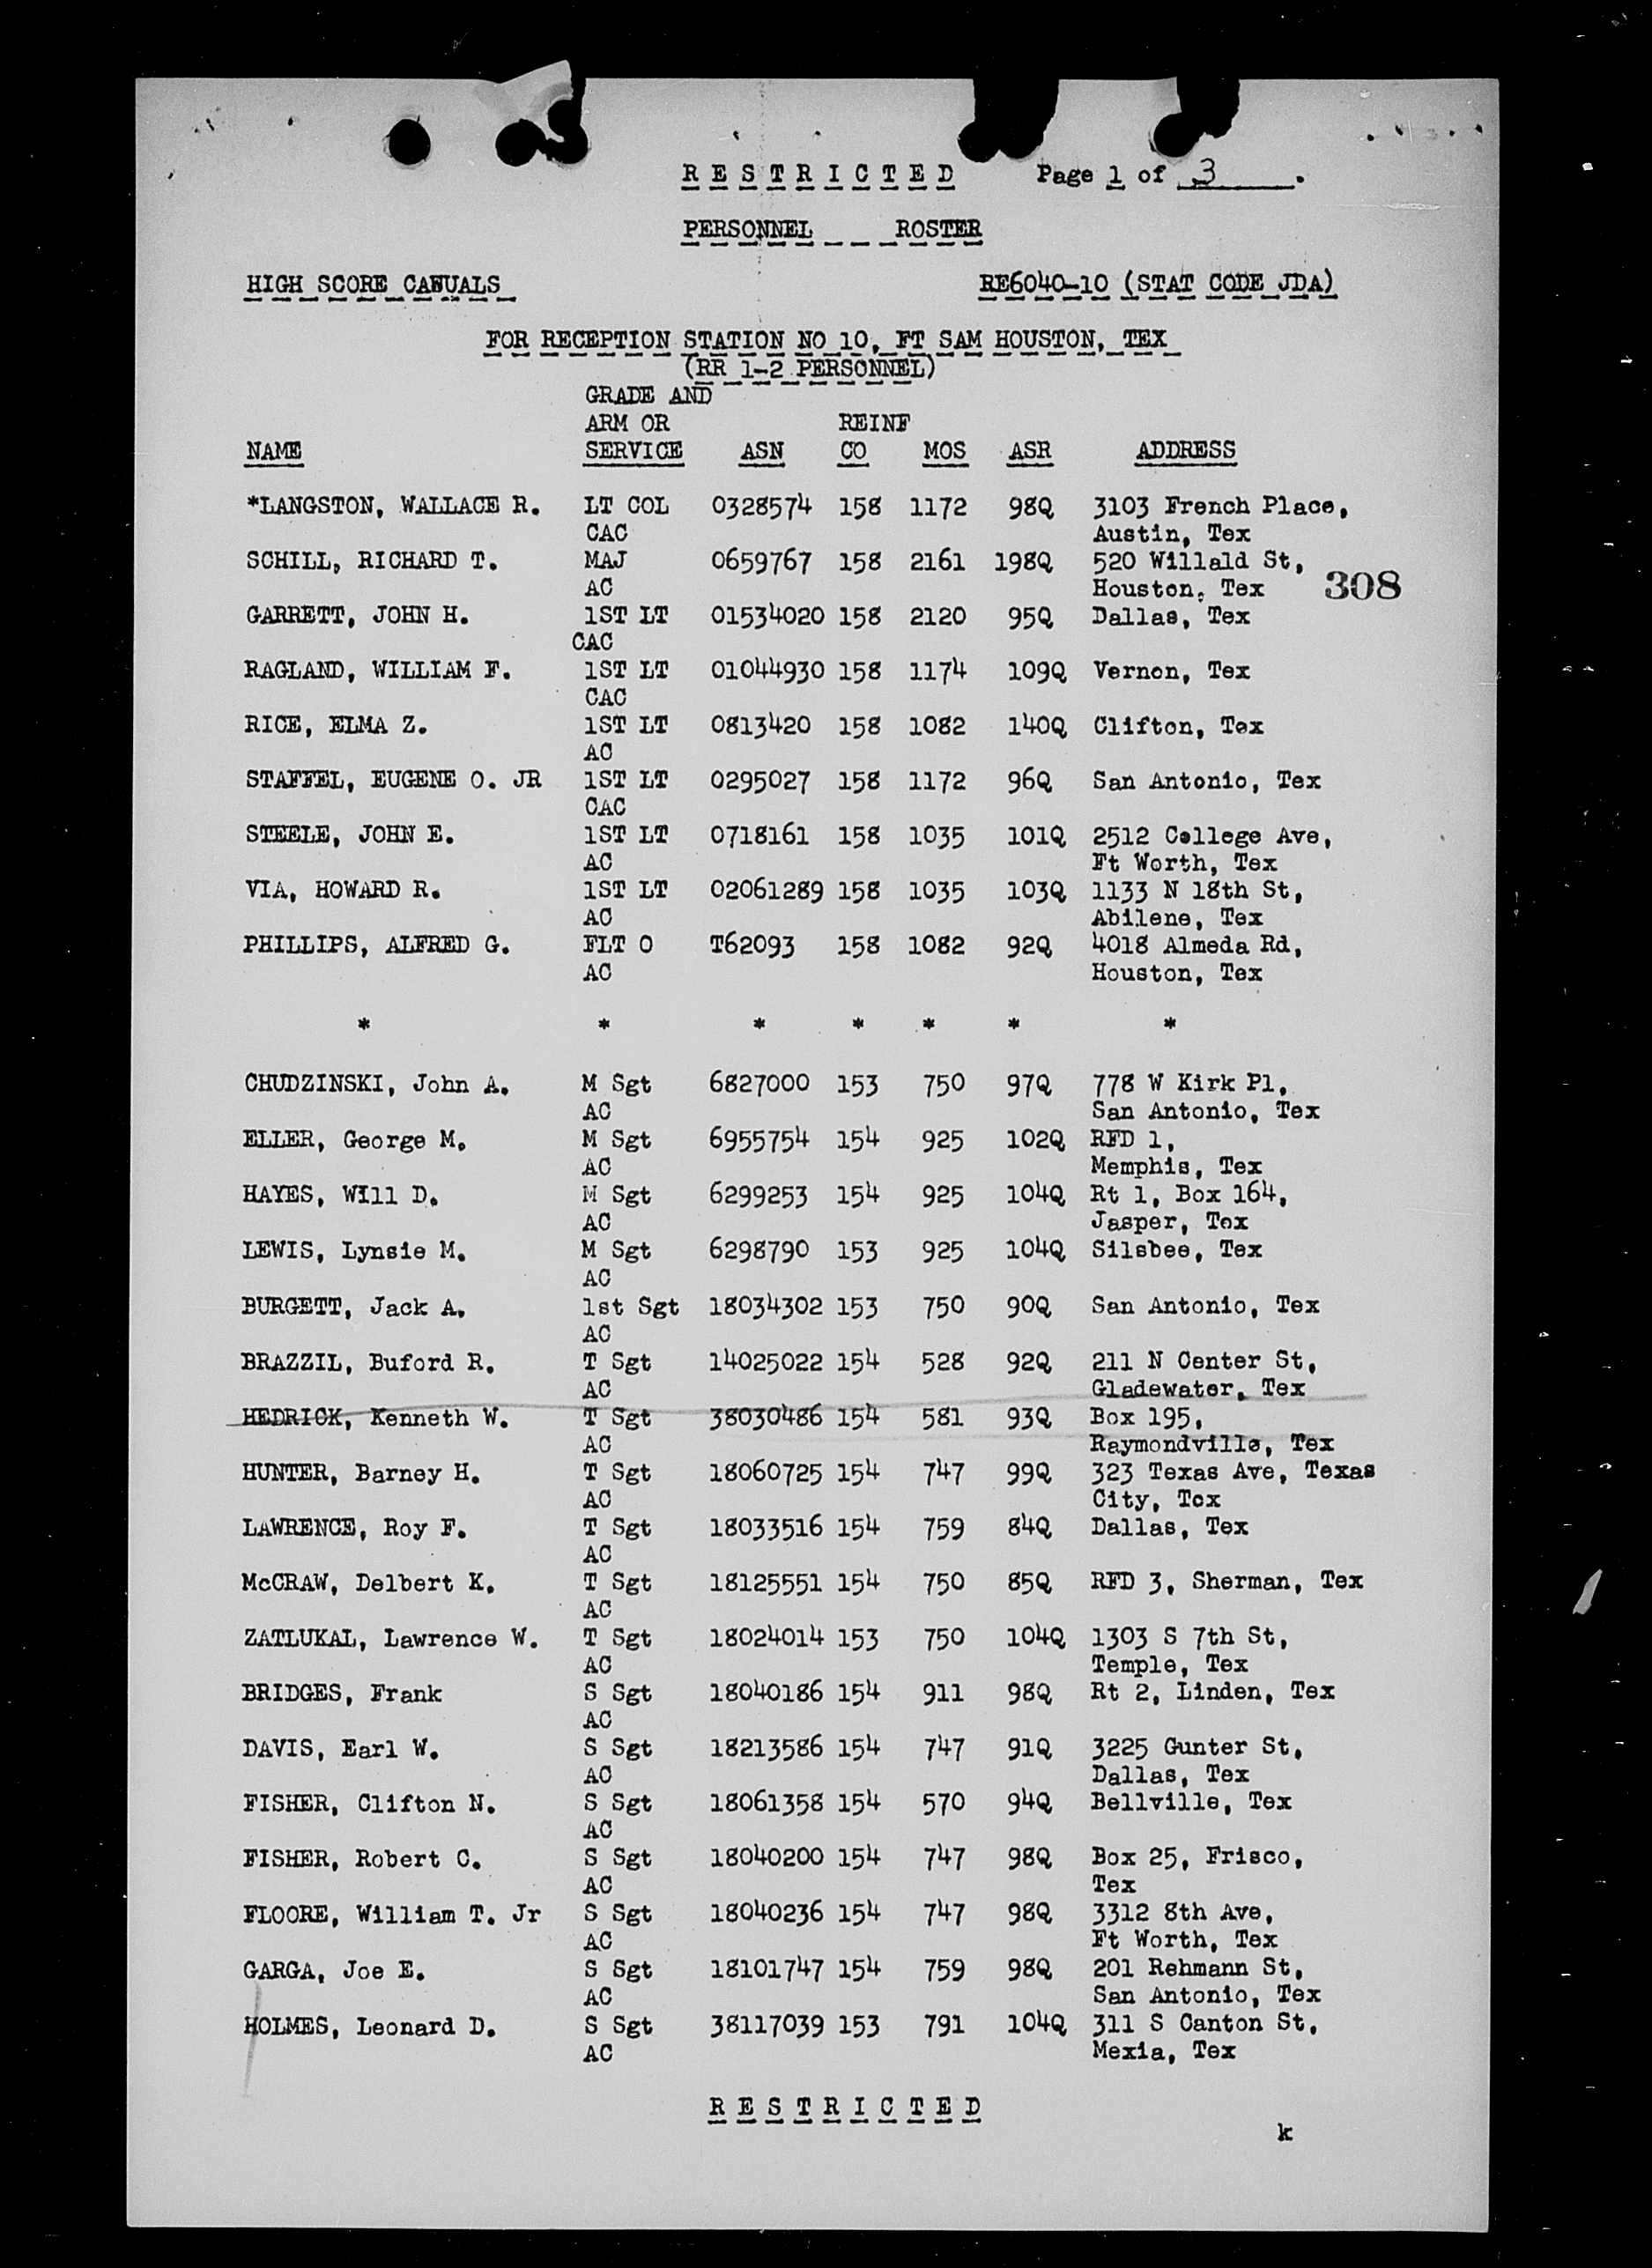 R E S T R I C T E D Page 1 of 3.
PERSONNEL ROSTER
HIGH SCORE CASUALS RE6040-10 (STAT CODE JDA)
FOR RECEPTION STATION NO 10, FT SAM HOUSTON, TEX
(RR 1-2 PERSONNEL)
GRADE AND
ARM OR REINF
NAME SERVICE ASN CO MOS ASR ADDRESS
*LANGSTON, WALLACE R. LT COL 0328574 158 1172 98Q 3103 French Place,
CAC Austin, Tex
SCHILL, RICHARD T. MAJ 0659767 158 2161 198Q 520 Willald St,
AC Houston, Tex 308
GARRETT, JOHN H. 1ST LT 01534020 158 2120 95Q Dallas, Tex
CAC
RAGLAND, WILLIAM F. 1ST LT 01044930 158 1174 109Q Vernon, Tex
CAC
RICE, ELMA Z. 1ST LT 0813420 158 1082 140Q Clifton, Tex
AC
STAFFEL, EUGENE O. JR 1ST LT 0295027 158 1172 96Q San Antonio, Tex
CAC
STEELE, JOHN E. 1ST LT 0718161 158 1035 101Q 2512 College Ave,
AC Ft Worth, Tex
VIA, HOWARD R. 1ST LT 02061289 158 1035 103Q 1133 N 18th St,
AC Abilene, Tex
PHILLIPS, ALFRED G. FLT O T62093 158 1082 92Q 4018 Almeda Rd,
AC Houston, Tex
* * * * * * *
CHUDZINSKI, John A. M Sgt 6827000 153 750 97Q 778 W Kirk Pl,
AC San Antonio, Tex
ELLER, George M. M Sgt 6955754 154 925 102Q RFD 1,
AC Memphis, Tex
HAYES, WIll D. M Sgt 6299253 154 925 104Q Rt 1, Box 164,
AC Jasper, Tex
LEWIS, Lynsie M. M Sgt 6298790 153 925 104Q Silsbee, Tex
AC
BURGETT, Jack A. 1st Sgt 18034302 153 750 90Q San Antonio, Tex
AC
BRAZZIL, Buford R. T Sgt 14025022 154 528 92Q 211 N Center St,
AC Gladewater, Tex
HEDRICK, Kenneth W. T Sgt 38030486 154 581 93Q Box 195,
AC Raymondville, Tex
HUNTER, Barney H. T Sgt 18060725 154 747 99Q 323 Texas Ave, Texas
AC City, Tex
LAWRENCE, Roy F. T Sgt 18033516 154 759 84Q Dallas, Tex
AC
McCRAW, Delbert K. T Sgt 18125551 154 750 85Q RFD 3, Sherman, Tex
AC
ZATLUKAL, Lawrence W. T Sgt 18024014 153 750 104Q 1303 S 7th St,
AC Temple, Tex
BRIDGES, Frank S Sgt 18040186 154 911 98Q Rt 2, Linden, Tex
AC
DAVIS, Earl W. S Sgt 18213586 154 747 91Q 3225 Gunter St,
AC Dallas, Tex
FISHER, Clifton N. S Sgt 18061358 154 570 94Q Bellville, Tex
AC
FISHER, Robert C. S Sgt 18040200 154 747 98Q Box 25, Frisco,
AC Tex
FLOORE, William T. Jr S Sgt 18040236 154 747 98Q 3312 8th Ave,
AC Ft Worth, Tex
GARGA, Joe E. S Sgt 18101747 154 759 98Q 201 Rehmann St,
AC San Antonio, Tex
HOLMES, Leonard D. S Sgt 38117039 153 791 104Q 311 S Canton St,
AC Mexia, Tex
R E S T R I C T E D
k